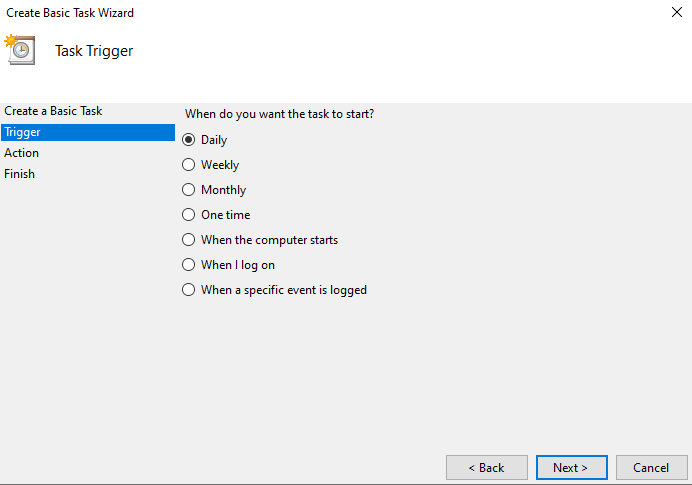 Create Basic Task Wizard
Task Trigger
Create a Basic Task
Trigger
Action
Finish
When do you want the task to start?
Daily
Weekly
Monthly
One time
When the computer starts
When I log on
When a specific event is logged
< Back
Next >
Cancel